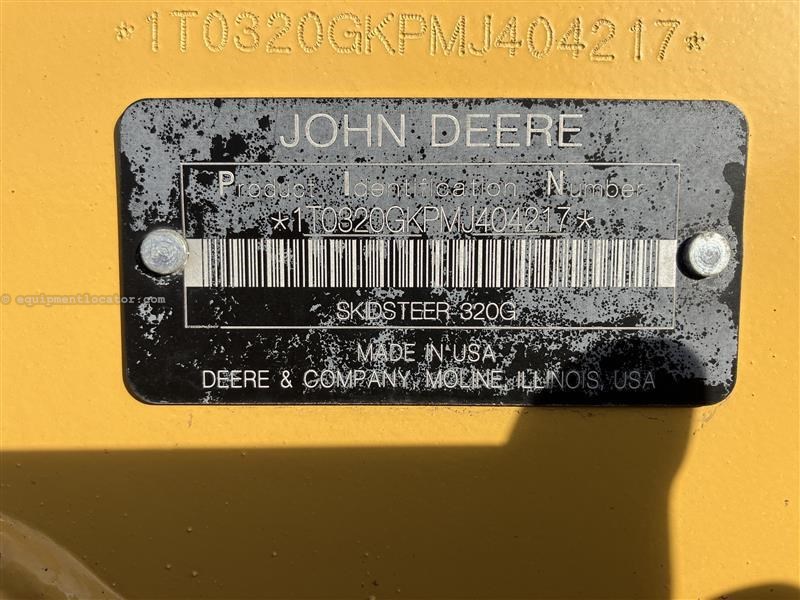 *1T0320GKPMJ404217*
JOHN DEERE
Product Identification Number
*1T0320GKPMJ404217*
© equipmentlocator.com
SKIDSTEER 320G
MADE IN USA
DEERE & COMPANY, MOLINE, ILLINOIS, USA